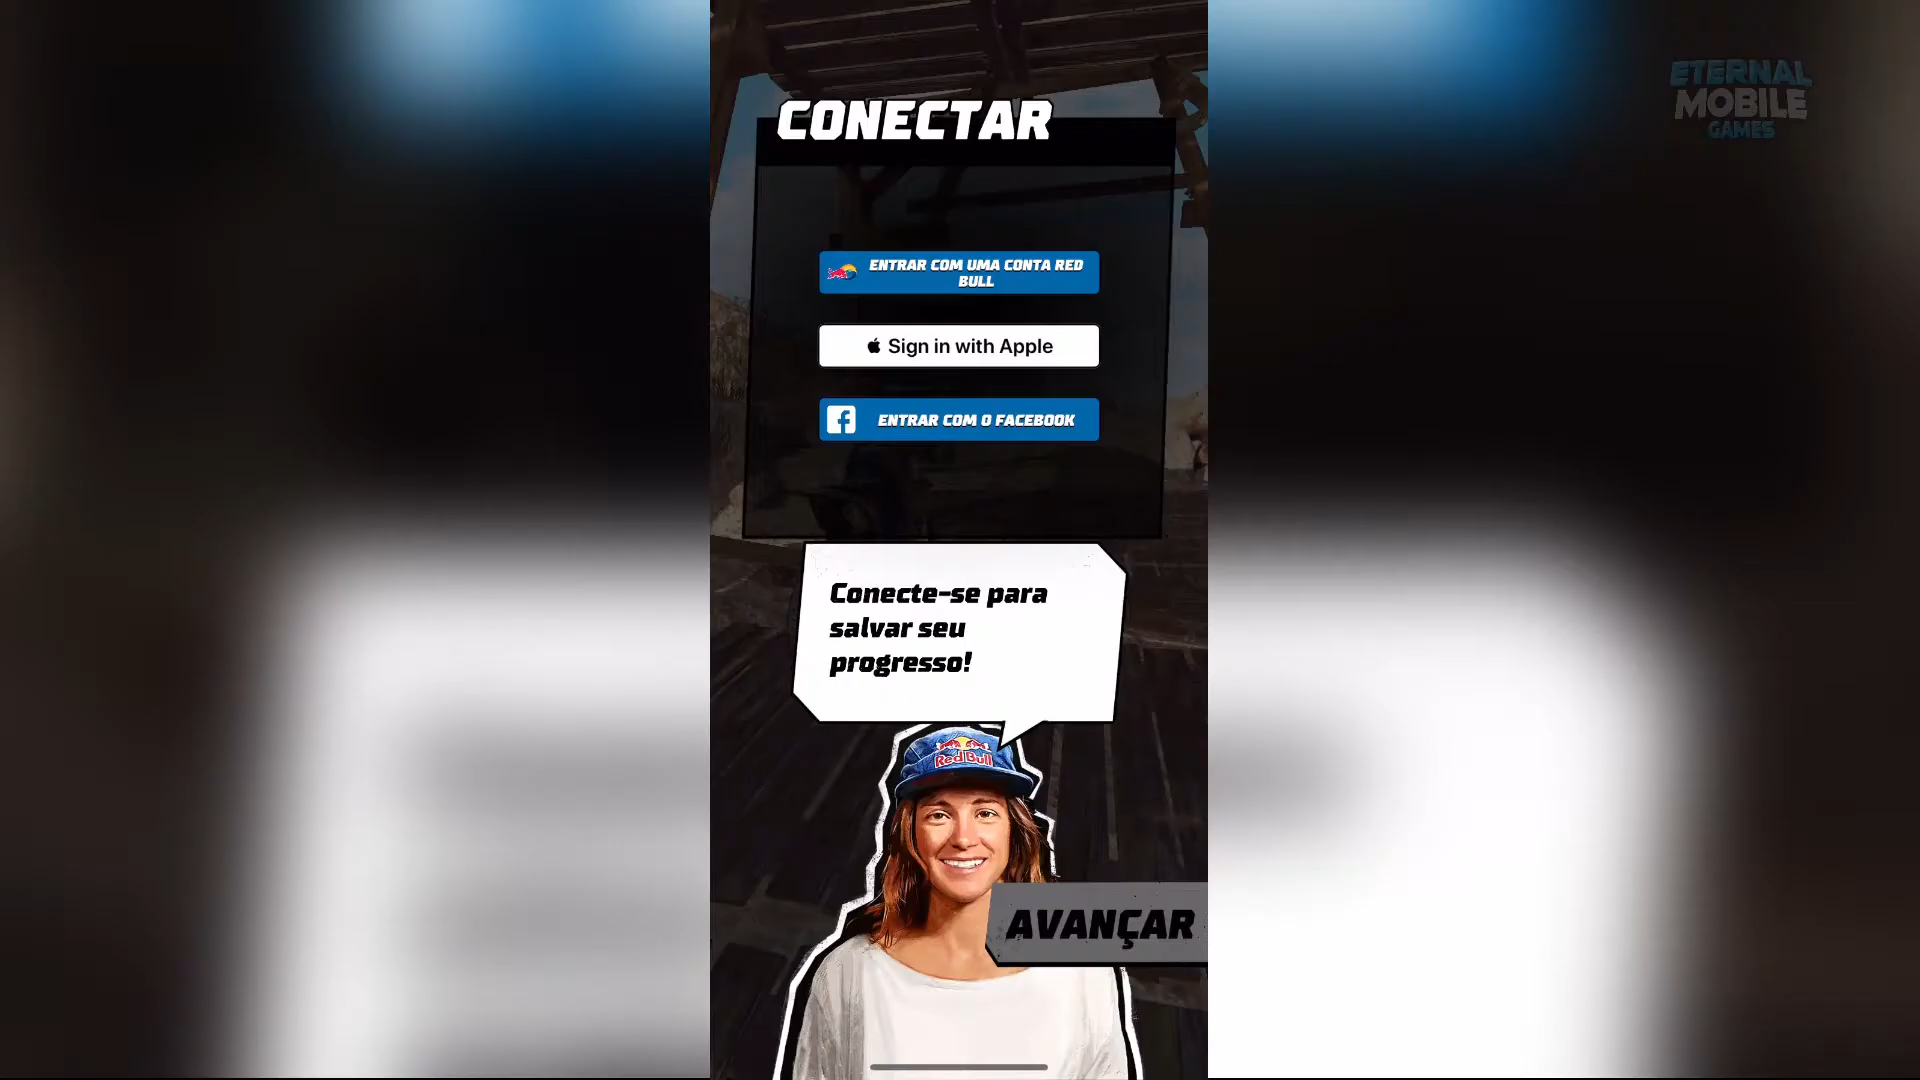 ETERNAL
MOBILE
GAMES
CONECTAR
ENTRAR COM UMA CONTA RED
BULL
Sign in with Apple
ENTRAR COM O FACEBOOK
Conecte-se para
salvar seu
progresso!
Red Bull
AVANÇAR